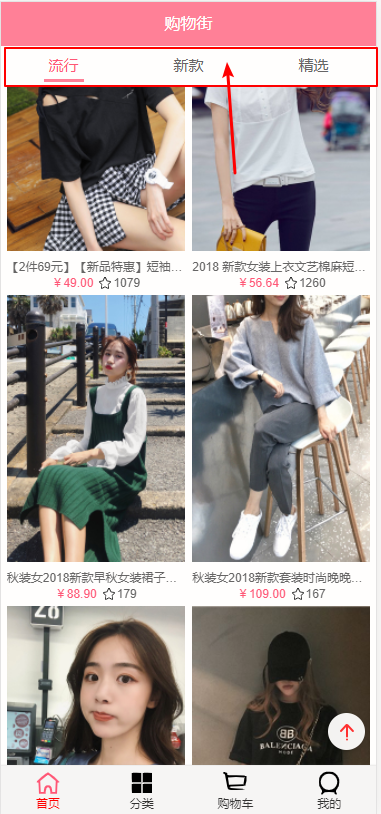 购物街
流行 新款 精选
【2件69元】【新品特惠】短袖… 2018 新款女装上衣文艺棉麻短…
¥ 49.00 1079 ¥ 56.64 1260
秋装女2018新款早秋女装裙子… 秋装女2018新款套装时尚晚晚…
¥ 88.90 179 ¥ 109.00 167
28
BB
BALENCIAGA
首页 分类 购物车 我的